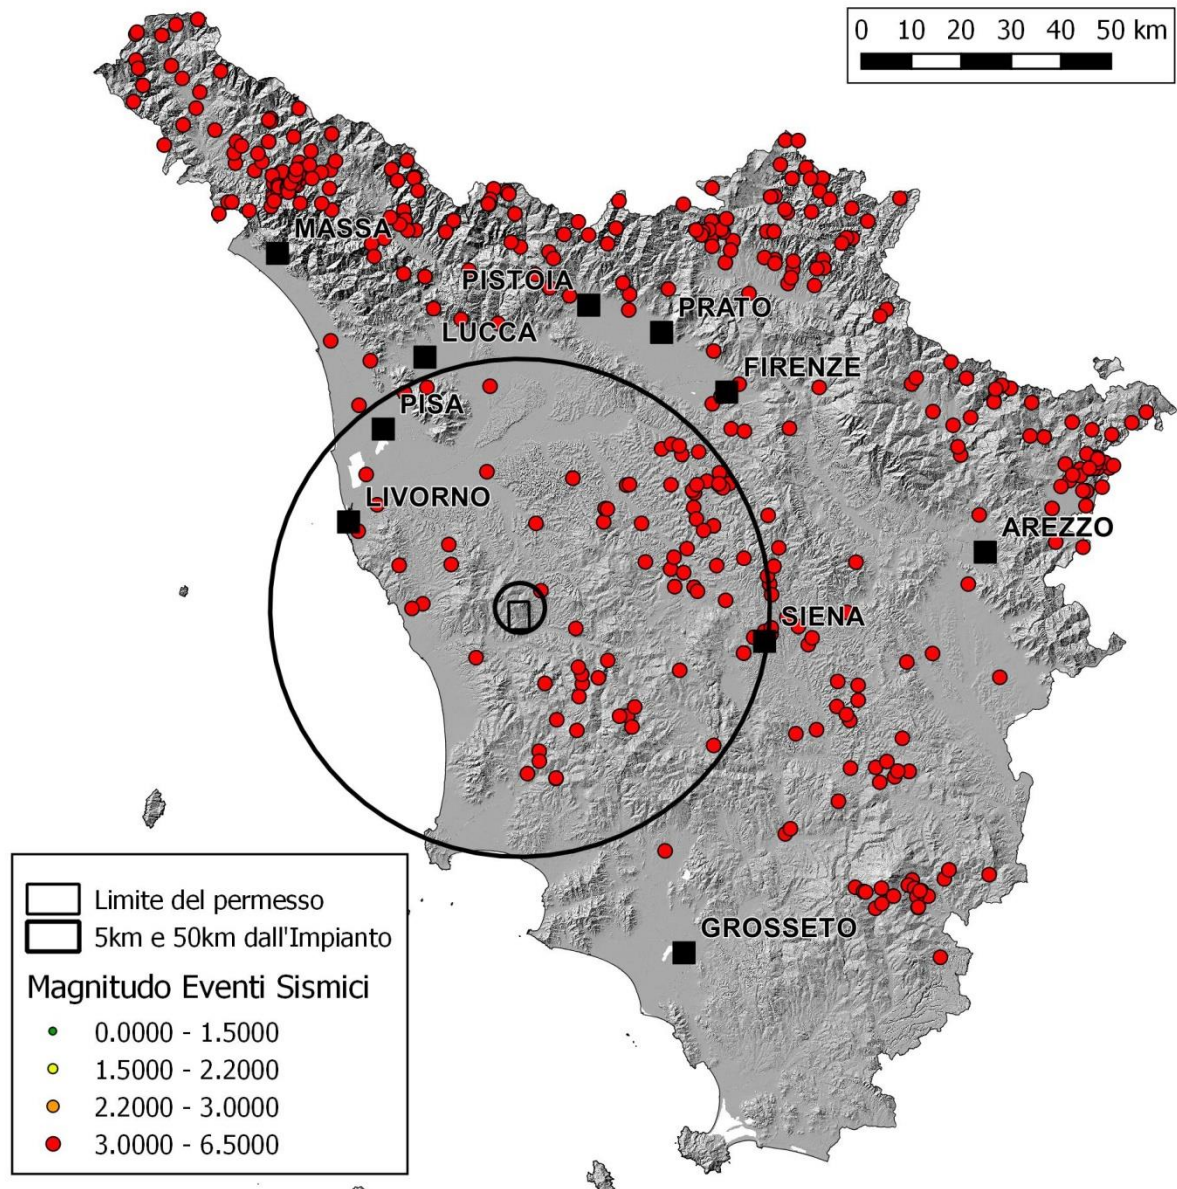 0 10 20 30 40 50 km
MASSA
PISTOIA
PRATO
LUCCA
FIRENZE
PISA
LIVORNO
AREZZO
SIENA
GROSSETO
Limite del permesso
5km e 50km dall'Impianto
Magnitudo Eventi Sismici
0.0000 - 1.5000
1.5000 - 2.2000
2.2000 - 3.0000
3.0000 - 6.5000